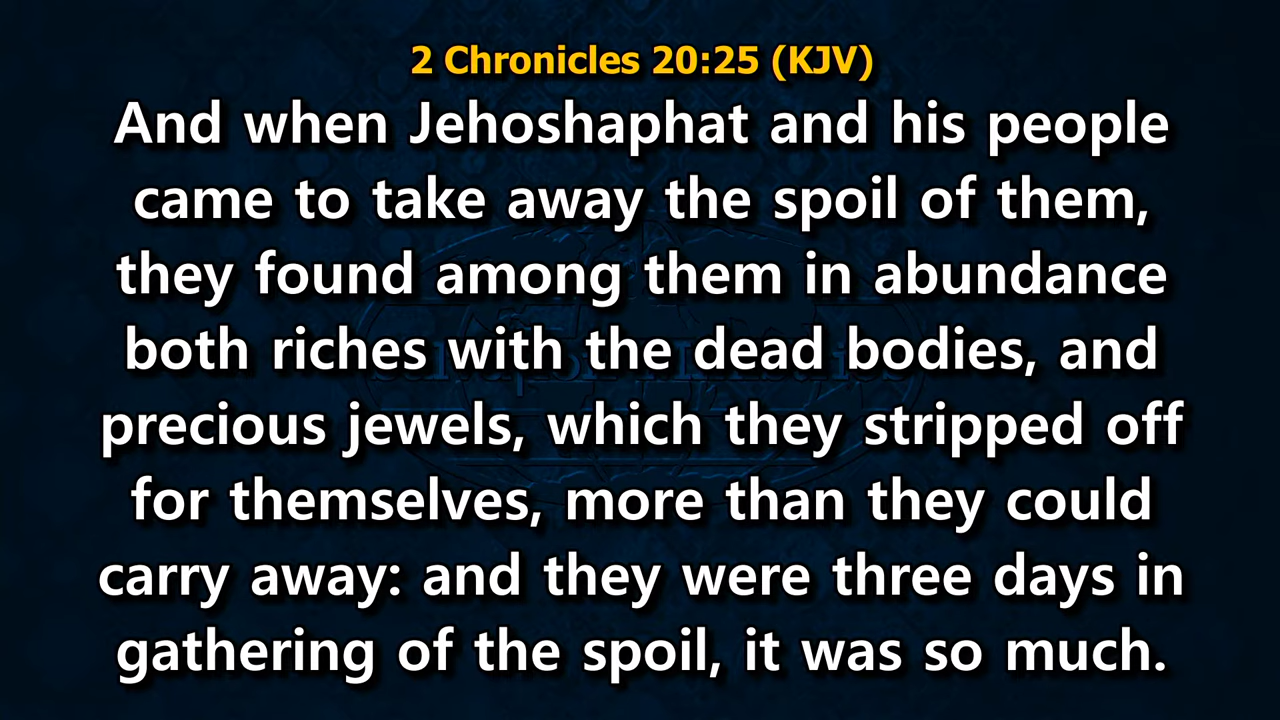 2 Chronicles 20:25 (KJV)
And when Jehoshaphat and his people
came to take away the spoil of them,
they found among them in abundance
both riches with the dead bodies, and
precious jewels, which they stripped off
for themselves, more than they could
carry away: and they were three days in
gathering of the spoil, it was so much.